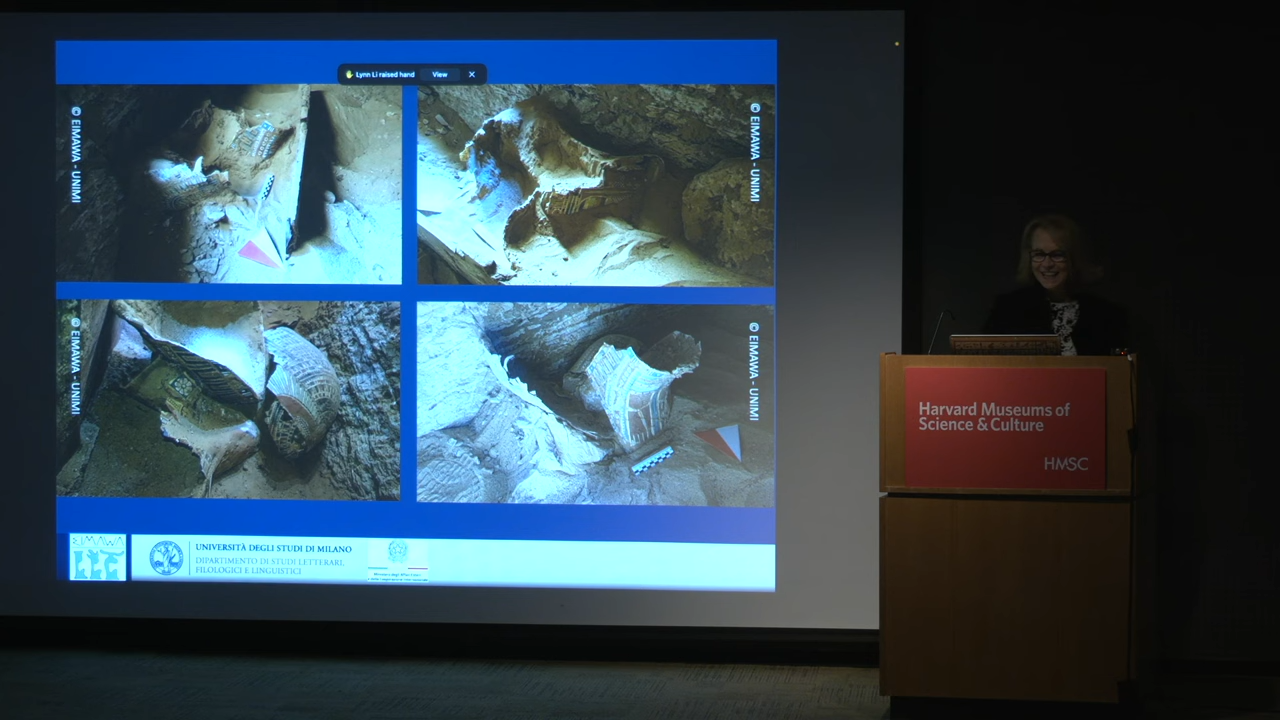 Lynn Li raised hand View
© EIMAWA - UNIMI
© EIMAWA - UNIMI
© EIMAWA - UNIMI
© EIMAWA - UNIMI
EIMAWA
UNIVERSITÀ DEGLI STUDI DI MILANO
DIPARTIMENTO DI STUDI LETTERARI,
FILOLOGICI E LINGUISTICI
Harvard Museums of
Science & Culture
HMSC